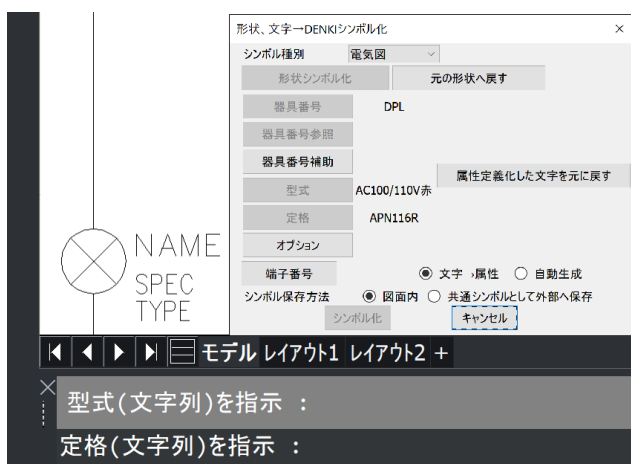 形状、文字→DENKIシンボル化
シンボル種別 電気図
形状シンボル化 元の形状へ戻す
器具番号 DPL
器具番号参照
器具番号補助
属性定義化した文字を元に戻す
型式 AC100/110V赤
定格 APN116R
オプション
端子番号 文字→属性 自動生成
シンボル保存方法 図面内 共通シンボルとして外部へ保存
シンボル化 キャンセル
NAME
SPEC
TYPE
モデル レイアウト1 レイアウト2 +
型式(文字列)を指示 :
定格(文字列)を指示 :